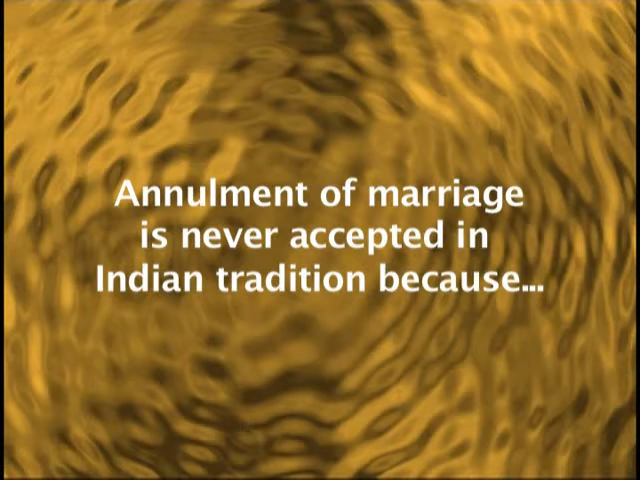 Annulment of marriage
is never accepted in
Indian tradition because...